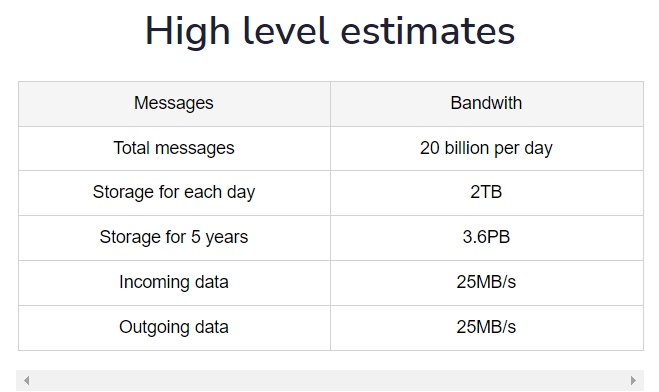 High level estimates
Messages Bandwith
Total messages 20 billion per day
Storage for each day 2TB
Storage for 5 years 3.6PB
Incoming data 25MB/s
Outgoing data 25MB/s